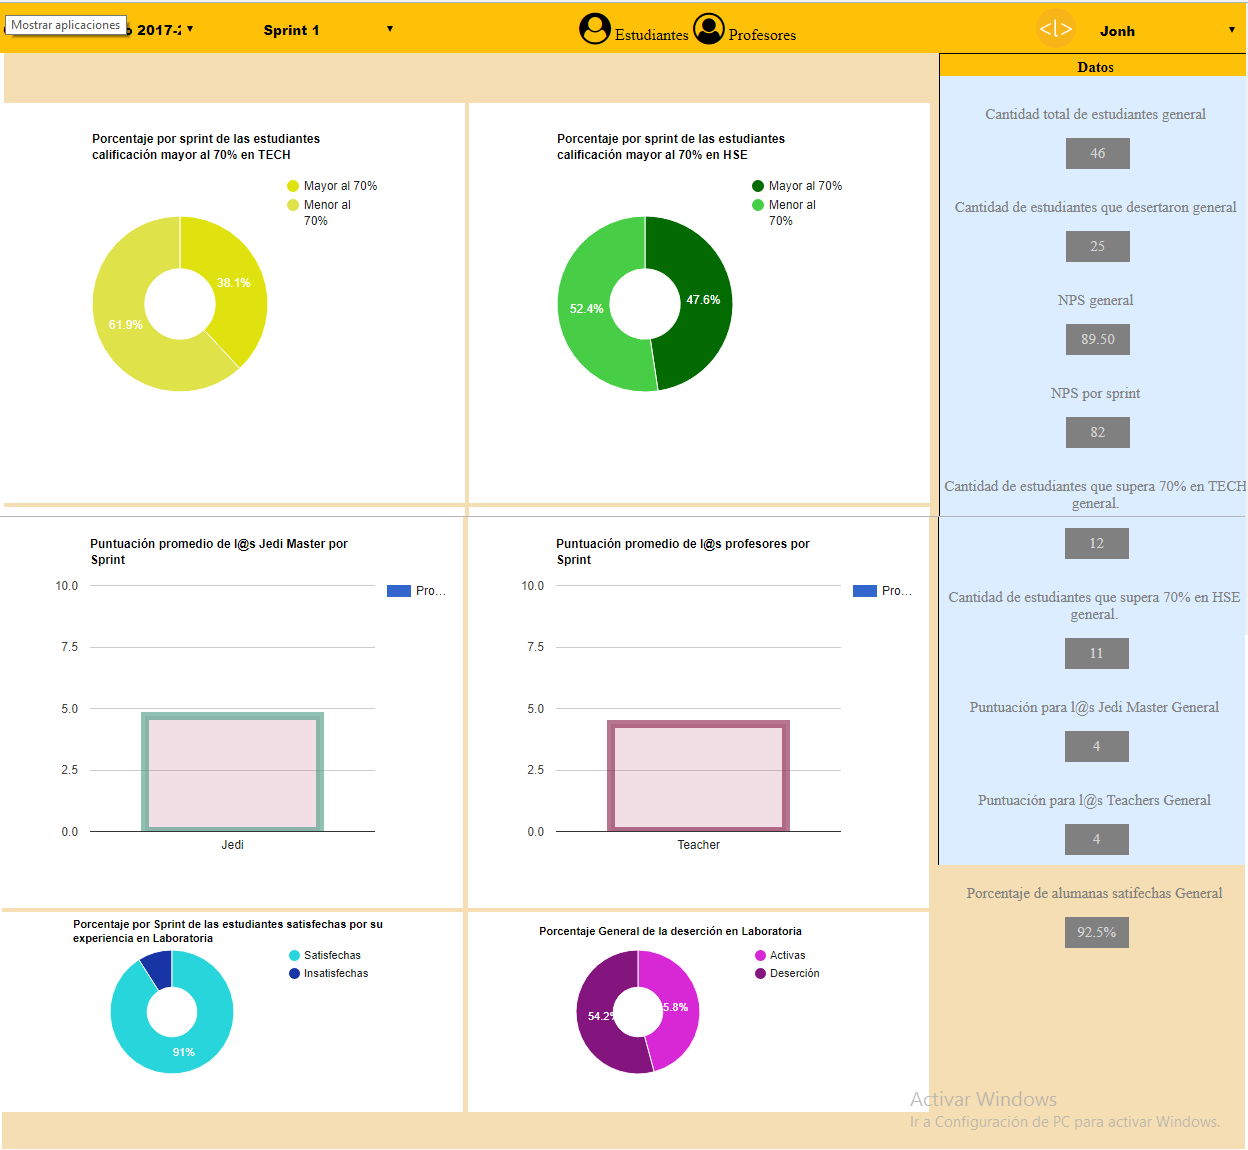 Mostrar aplicaciones
2017-2
Sprint 1
Estudiantes
Profesores
<l>
Jonh
Datos
Cantidad total de estudiantes general
46
Cantidad de estudiantes que desertaron general
25
NPS general
89.50
NPS por sprint
82
Cantidad de estudiantes que supera 70% en TECH
general.
12
Cantidad de estudiantes que supera 70% en HSE
general.
11
Puntuación para l@s Jedi Master General
4
Puntuación para l@s Teachers General
4
Porcentaje de alumanas satifechas General
92.5%
Porcentaje por sprint de las estudiantes
calificación mayor al 70% en TECH
Mayor al 70%
Menor al
70%
38.1%
61.9%
Porcentaje por sprint de las estudiantes
calificación mayor al 70% en HSE
Mayor al 70%
Menor al
70%
47.6%
52.4%
Puntuación promedio de l@s Jedi Master por
Sprint
10.0
7.5
5.0
2.5
0.0
Pro...
Jedi
Puntuación promedio de l@s profesores por
Sprint
10.0
7.5
5.0
2.5
0.0
Pro...
Teacher
Porcentaje por Sprint de las estudiantes satisfechas por su
experiencia en Laboratoria
Satisfechas
Insatisfechas
91%
Porcentaje General de la deserción en Laboratoria
Activas
Deserción
54.2%
5.8%
Activar Windows
Ir a Configuración de PC para activar Windows.